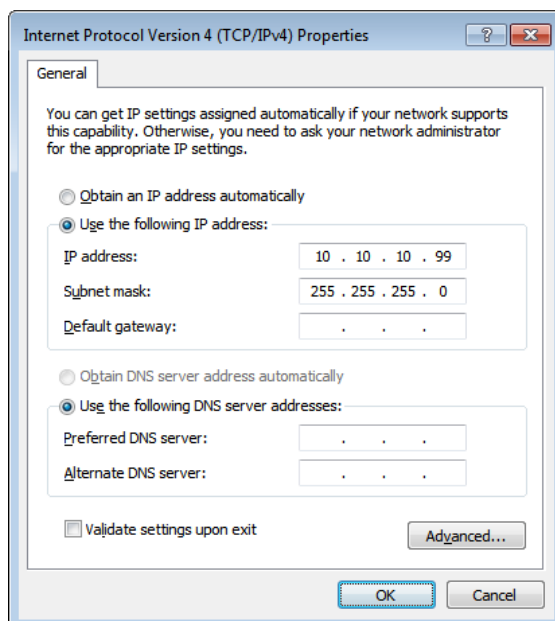 Internet Protocol Version 4 (TCP/IPv4) Properties
General
You can get IP settings assigned automatically if your network supports
this capability. Otherwise, you need to ask your network administrator
for the appropriate IP settings.
Obtain an IP address automatically
Use the following IP address:
IP address: 10 . 10 . 10 . 99
Subnet mask: 255 . 255 . 255 . 0
Default gateway: . . .
Obtain DNS server address automatically
Use the following DNS server addresses:
Preferred DNS server: . . .
Alternate DNS server: . . .
Validate settings upon exit
Advanced...
OK Cancel